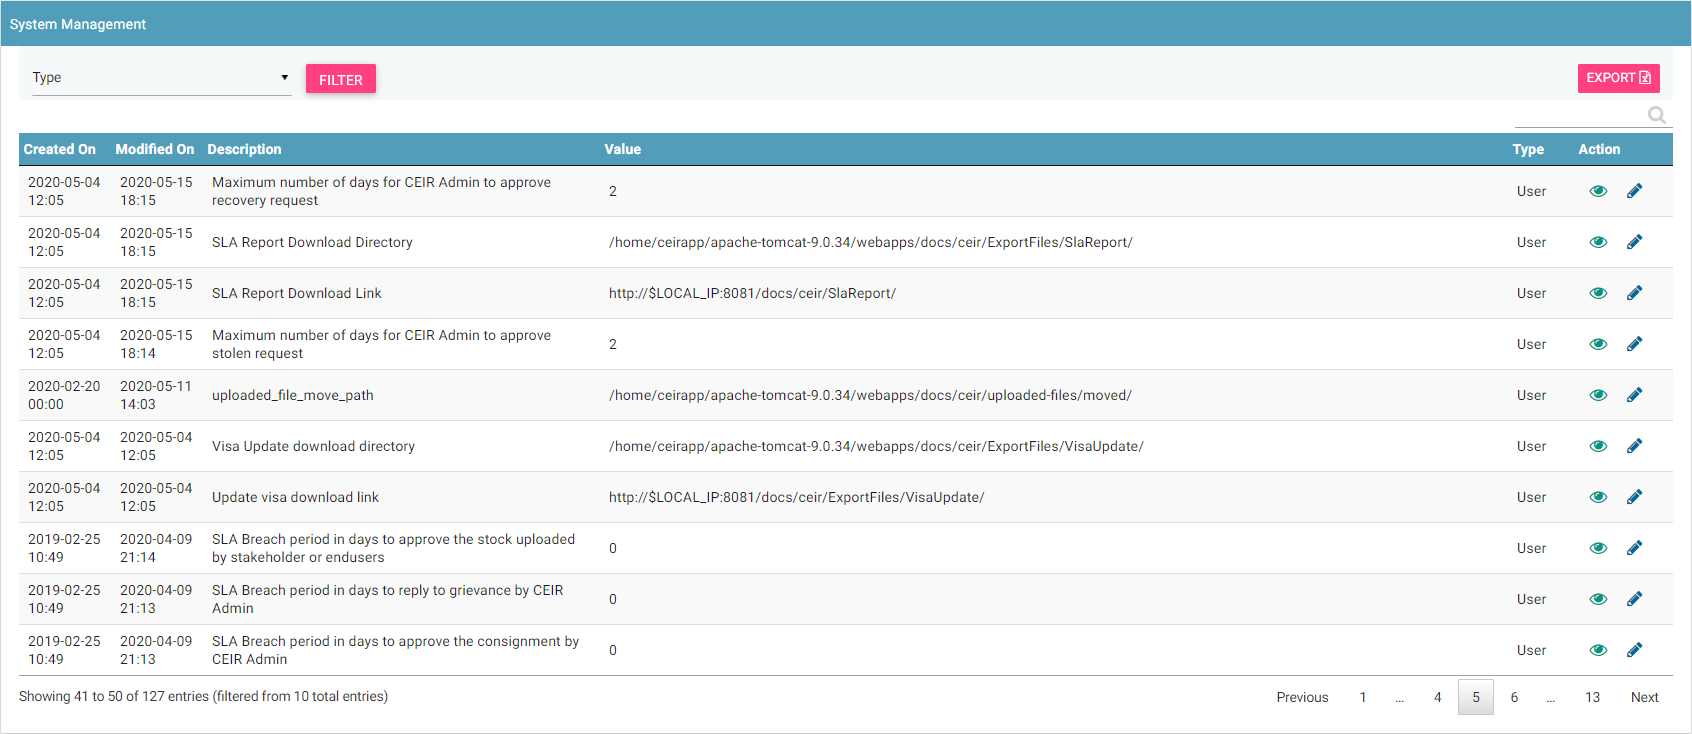 System Management
Type
FILTER
EXPORT
Created On Modified On Description Value Type Action
2020-05-04 2020-05-15 Maximum number of days for CEIR Admin to approve
12:05 18:15 recovery request
2 User
2020-05-04 2020-05-15
12:05 18:15
SLA Report Download Directory /home/ceirapp/apache-tomcat-9.0.34/webapps/docs/ceir/ExportFiles/SlaReport/ User
2020-05-04 2020-05-15
12:05 18:15
SLA Report Download Link http://$LOCAL_IP:8081/docs/ceir/SlaReport/ User
2020-05-04 2020-05-15 Maximum number of days for CEIR Admin to approve
12:05 18:14 stolen request
2 User
2020-02-20 2020-05-11
00:00 14:03
uploaded_file_move_path /home/ceirapp/apache-tomcat-9.0.34/webapps/docs/ceir/uploaded-files/moved/ User
2020-05-04 2020-05-04
12:05 12:05
Visa Update download directory /home/ceirapp/apache-tomcat-9.0.34/webapps/docs/ceir/ExportFiles/VisaUpdate/ User
2020-05-04 2020-05-04
12:05 12:05
Update visa download link http://$LOCAL_IP:8081/docs/ceir/ExportFiles/VisaUpdate/ User
2019-02-25 2020-04-09 SLA Breach period in days to approve the stock uploaded
10:49 21:14 by stakeholder or endusers
0 User
2019-02-25 2020-04-09 SLA Breach period in days to reply to grievance by CEIR
10:49 21:13 Admin
0 User
2019-02-25 2020-04-09 SLA Breach period in days to approve the consignment by
10:49 21:13 CEIR Admin
0 User
Showing 41 to 50 of 127 entries (filtered from 10 total entries)
Previous 1 ... 4 5 6 ... 13 Next